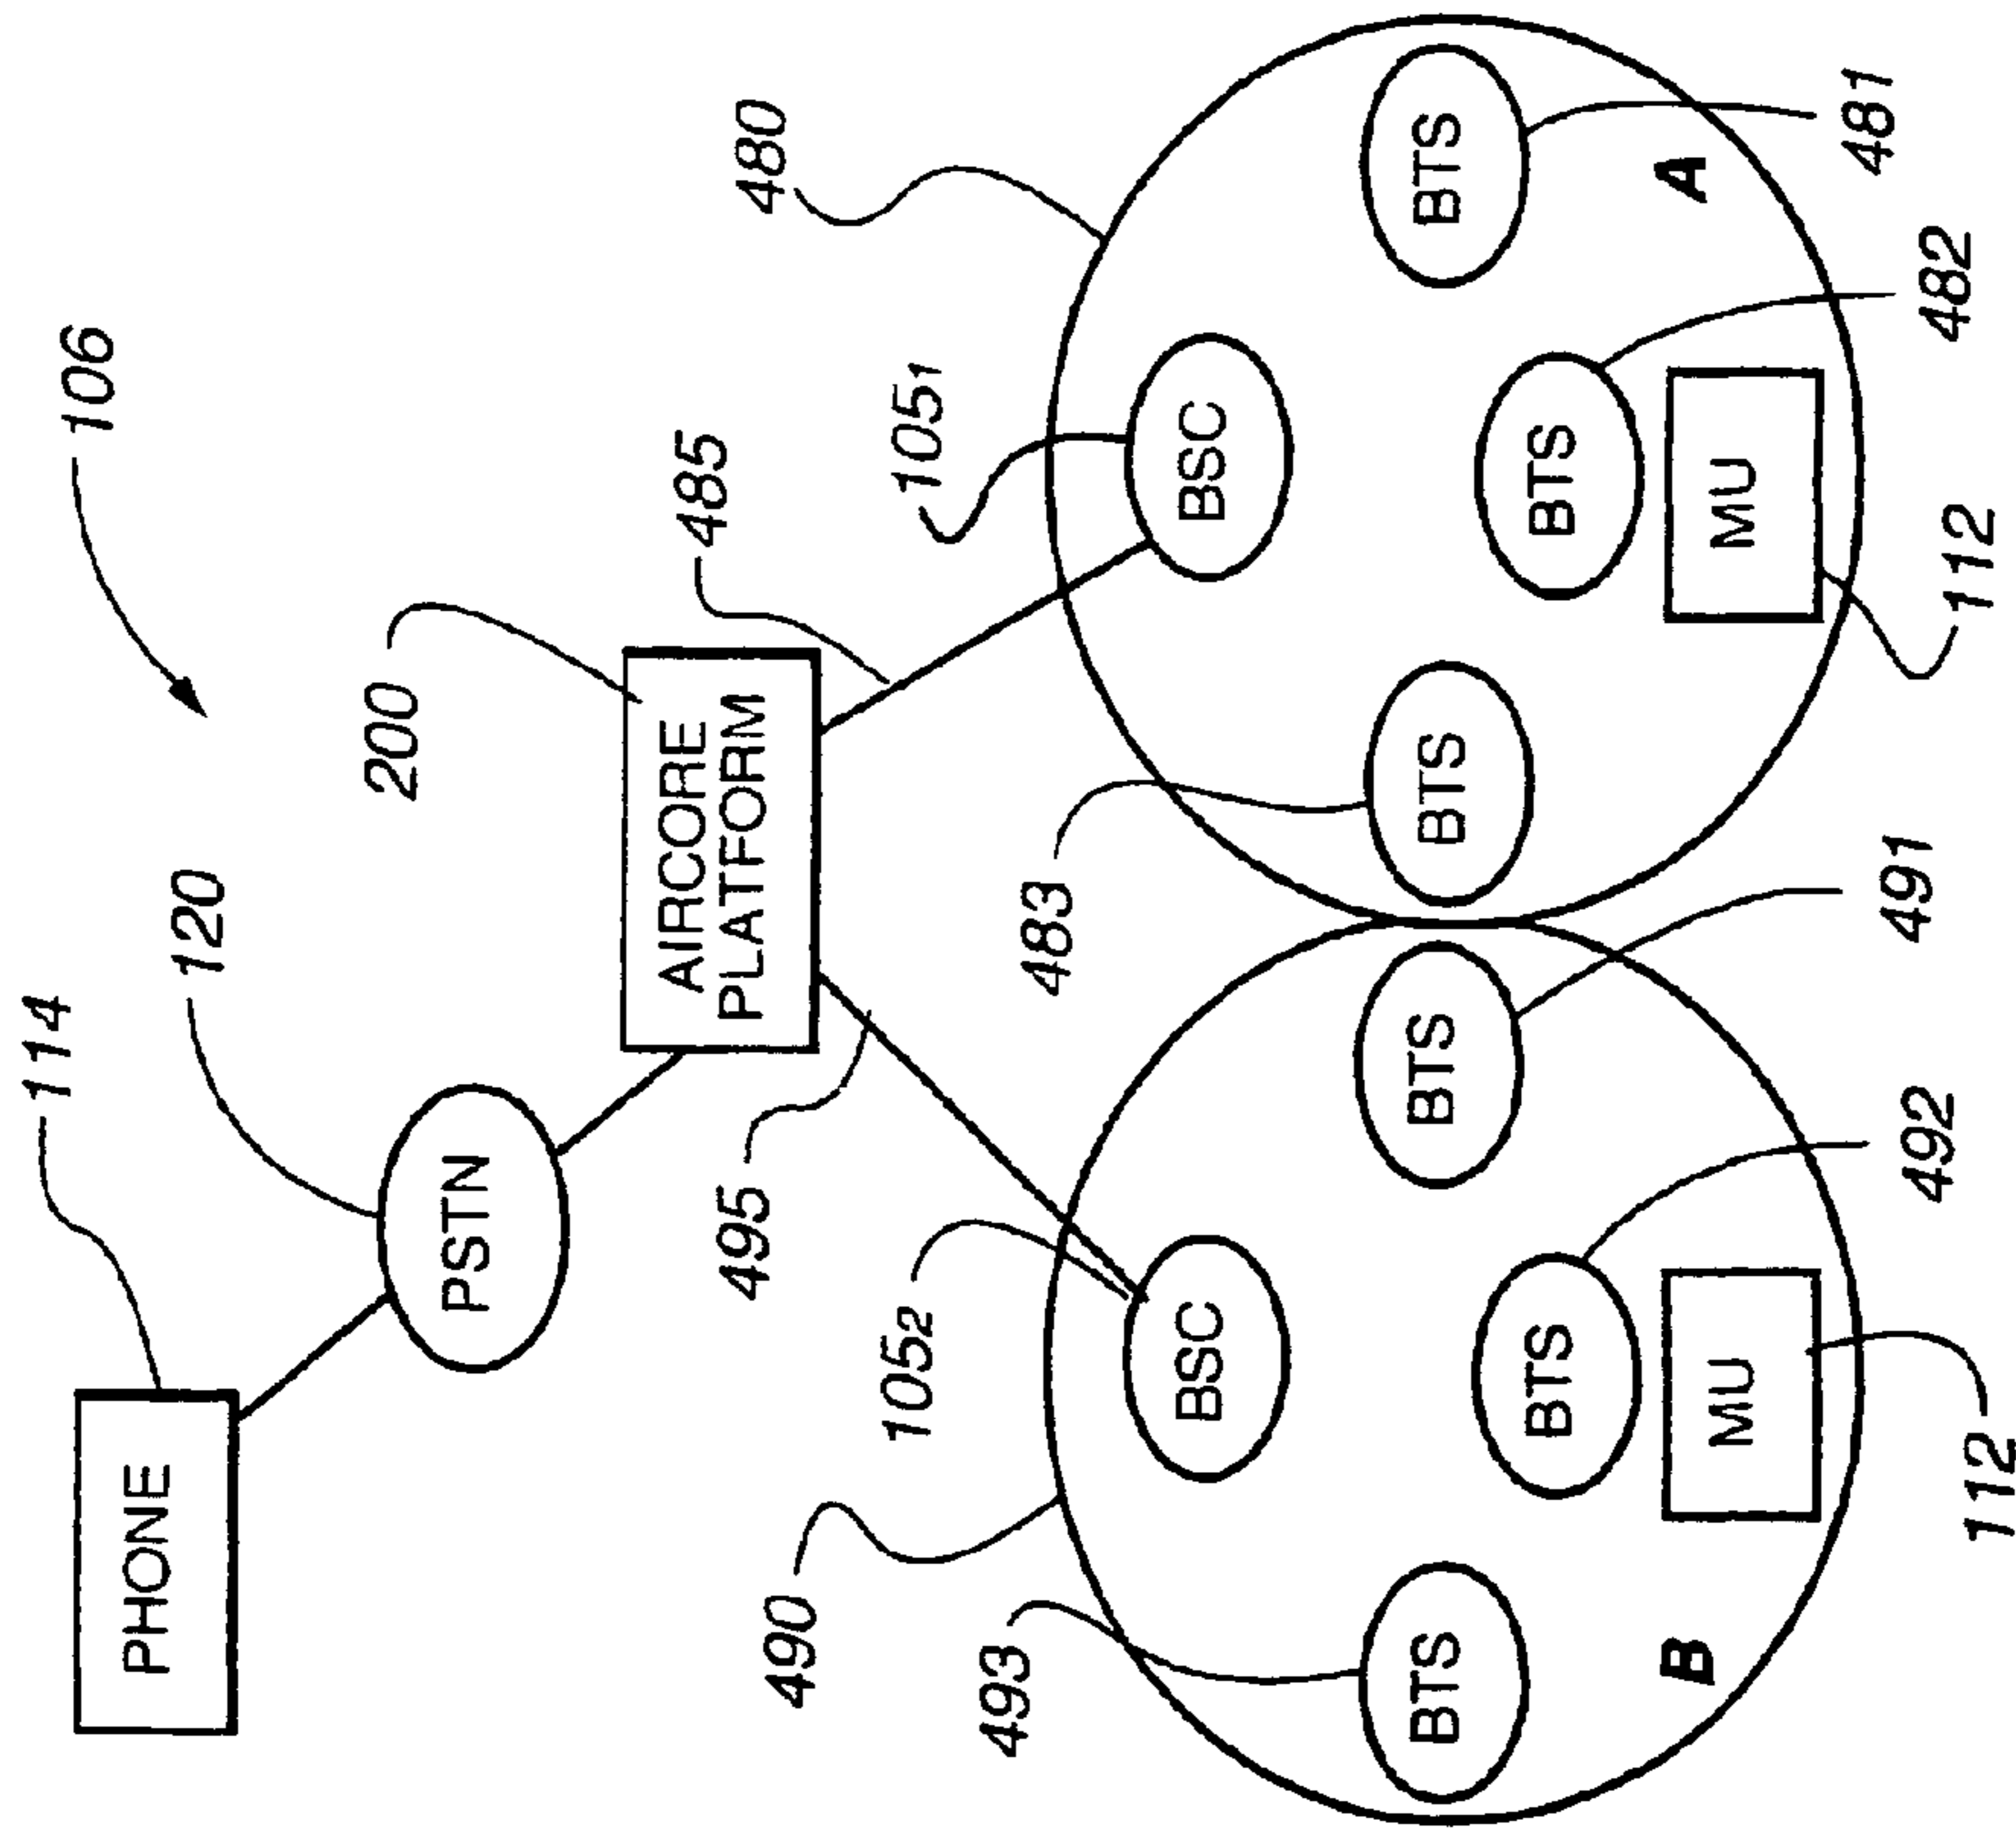 106
114
PHONE
120
PSTN
200
AIRCORE
PLATFORM
495
485
490
480
1052
1051
493
483
BSC
BSC
BTS
BTS
BTS
BTS
BTS
BTS
B
MU
MU
A
112
492
491
112
482
481